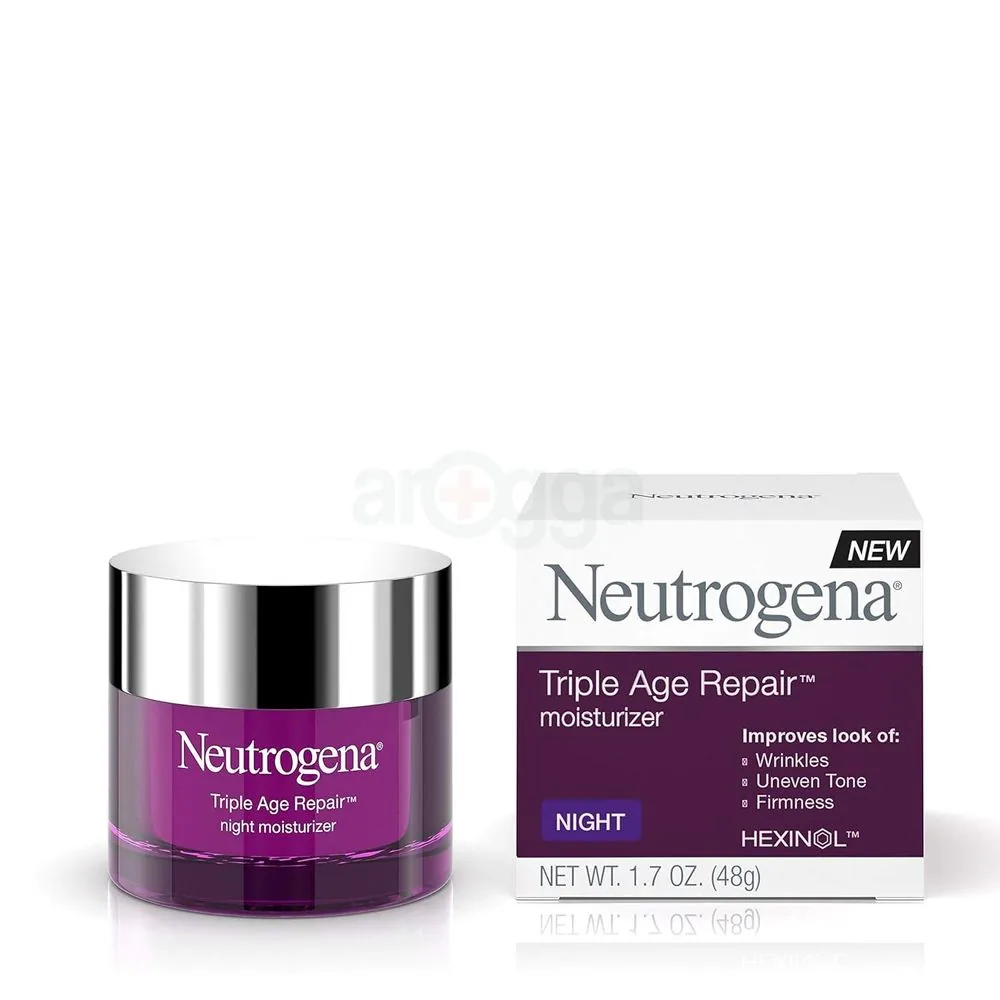 arogga
Neutrogena
NEW
Neutrogena®
Triple Age Repair™
moisturizer
Improves look of:
Wrinkles
Uneven Tone
Firmness
NIGHT
HEXINOL™
NET WT. 1.7 OZ. (48g)
Neutrogena®
Triple Age Repair™
night moisturizer